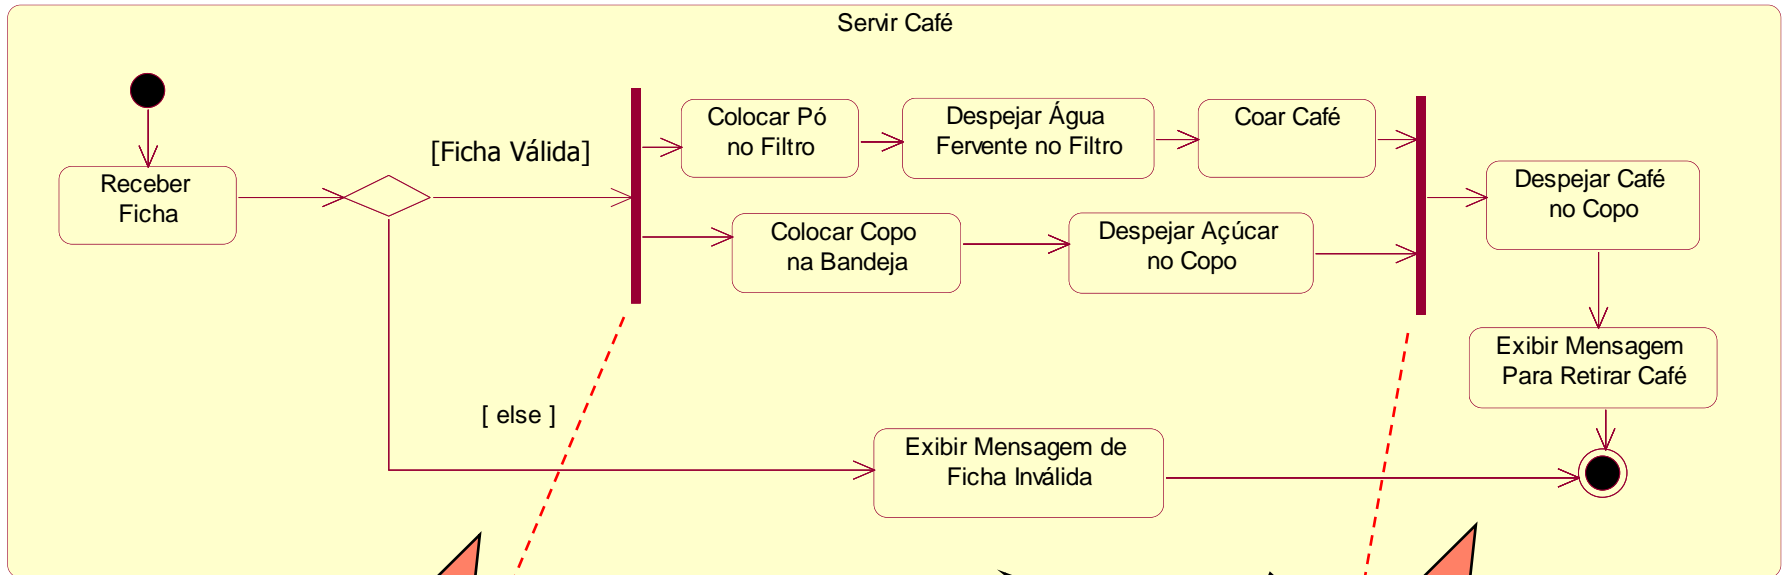 Servir Café
[Ficha Válida]
Receber
Ficha
Colocar Pó
no Filtro
Despejar Água
Fervente no Filtro
Coar Café
Colocar Copo
na Bandeja
Despejar Açúcar
no Copo
Despejar Café
no Copo
Exibir Mensagem
Para Retirar Café
[ else ]
Exibir Mensagem de
Ficha Inválida